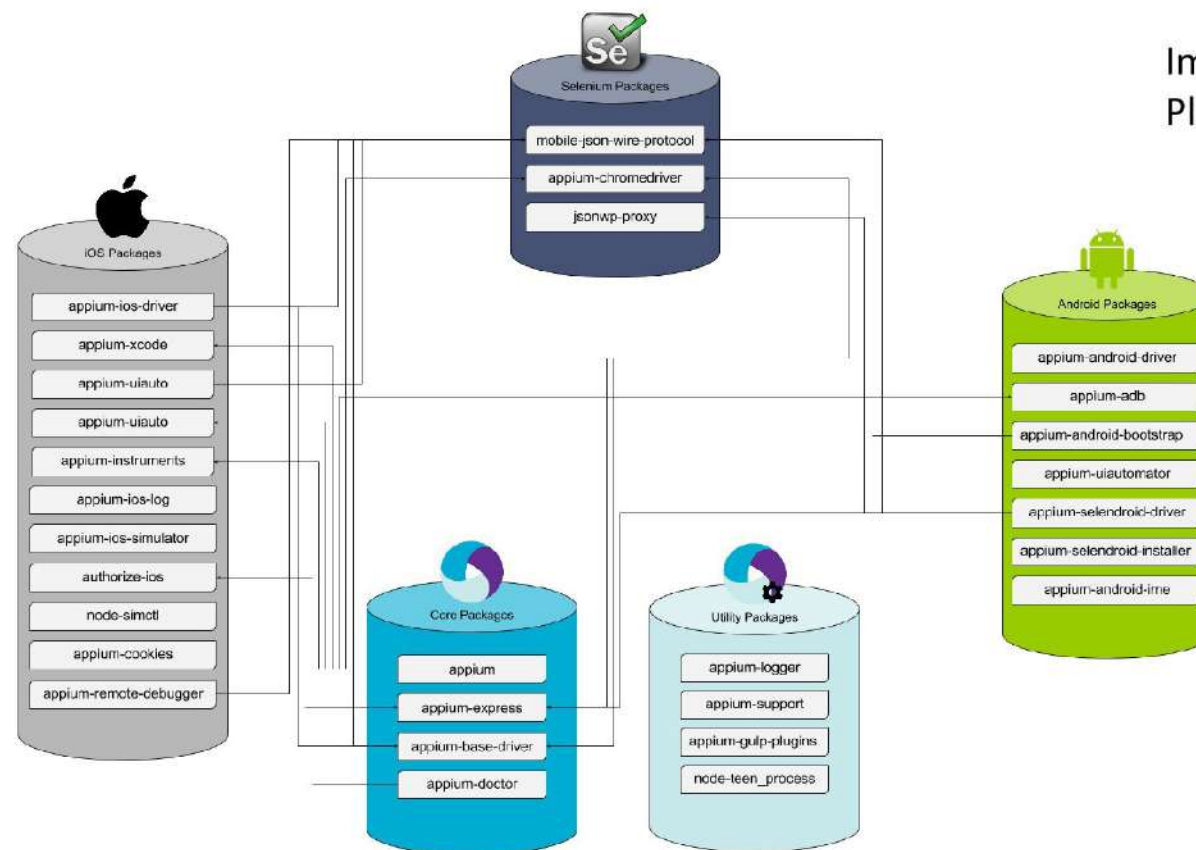 Se
Selenium Packages
mobile-json-wire-protocol
appium-chromedriver
jsonwp-proxy
Im
Pl
iOS Packages
appium-ios-driver
appium-xcode
appium-uiauto
appium-uiauto
appium-instruments
appium-ios-log
appium-ios-simulator
authorize-ios
node-simctl
appium-cookies
appium-remote-debugger
Android Packages
appium-android-driver
appium-adb
appium-android-bootstrap
appium-uiautomator
appium-selendroid-driver
appium-selendroid-installer
appium-android-ime
Core Packages
appium
appium-express
appium-base-driver
appium-doctor
Utility Packages
appium-logger
appium-support
appium-gulp-plugins
node-teen_process